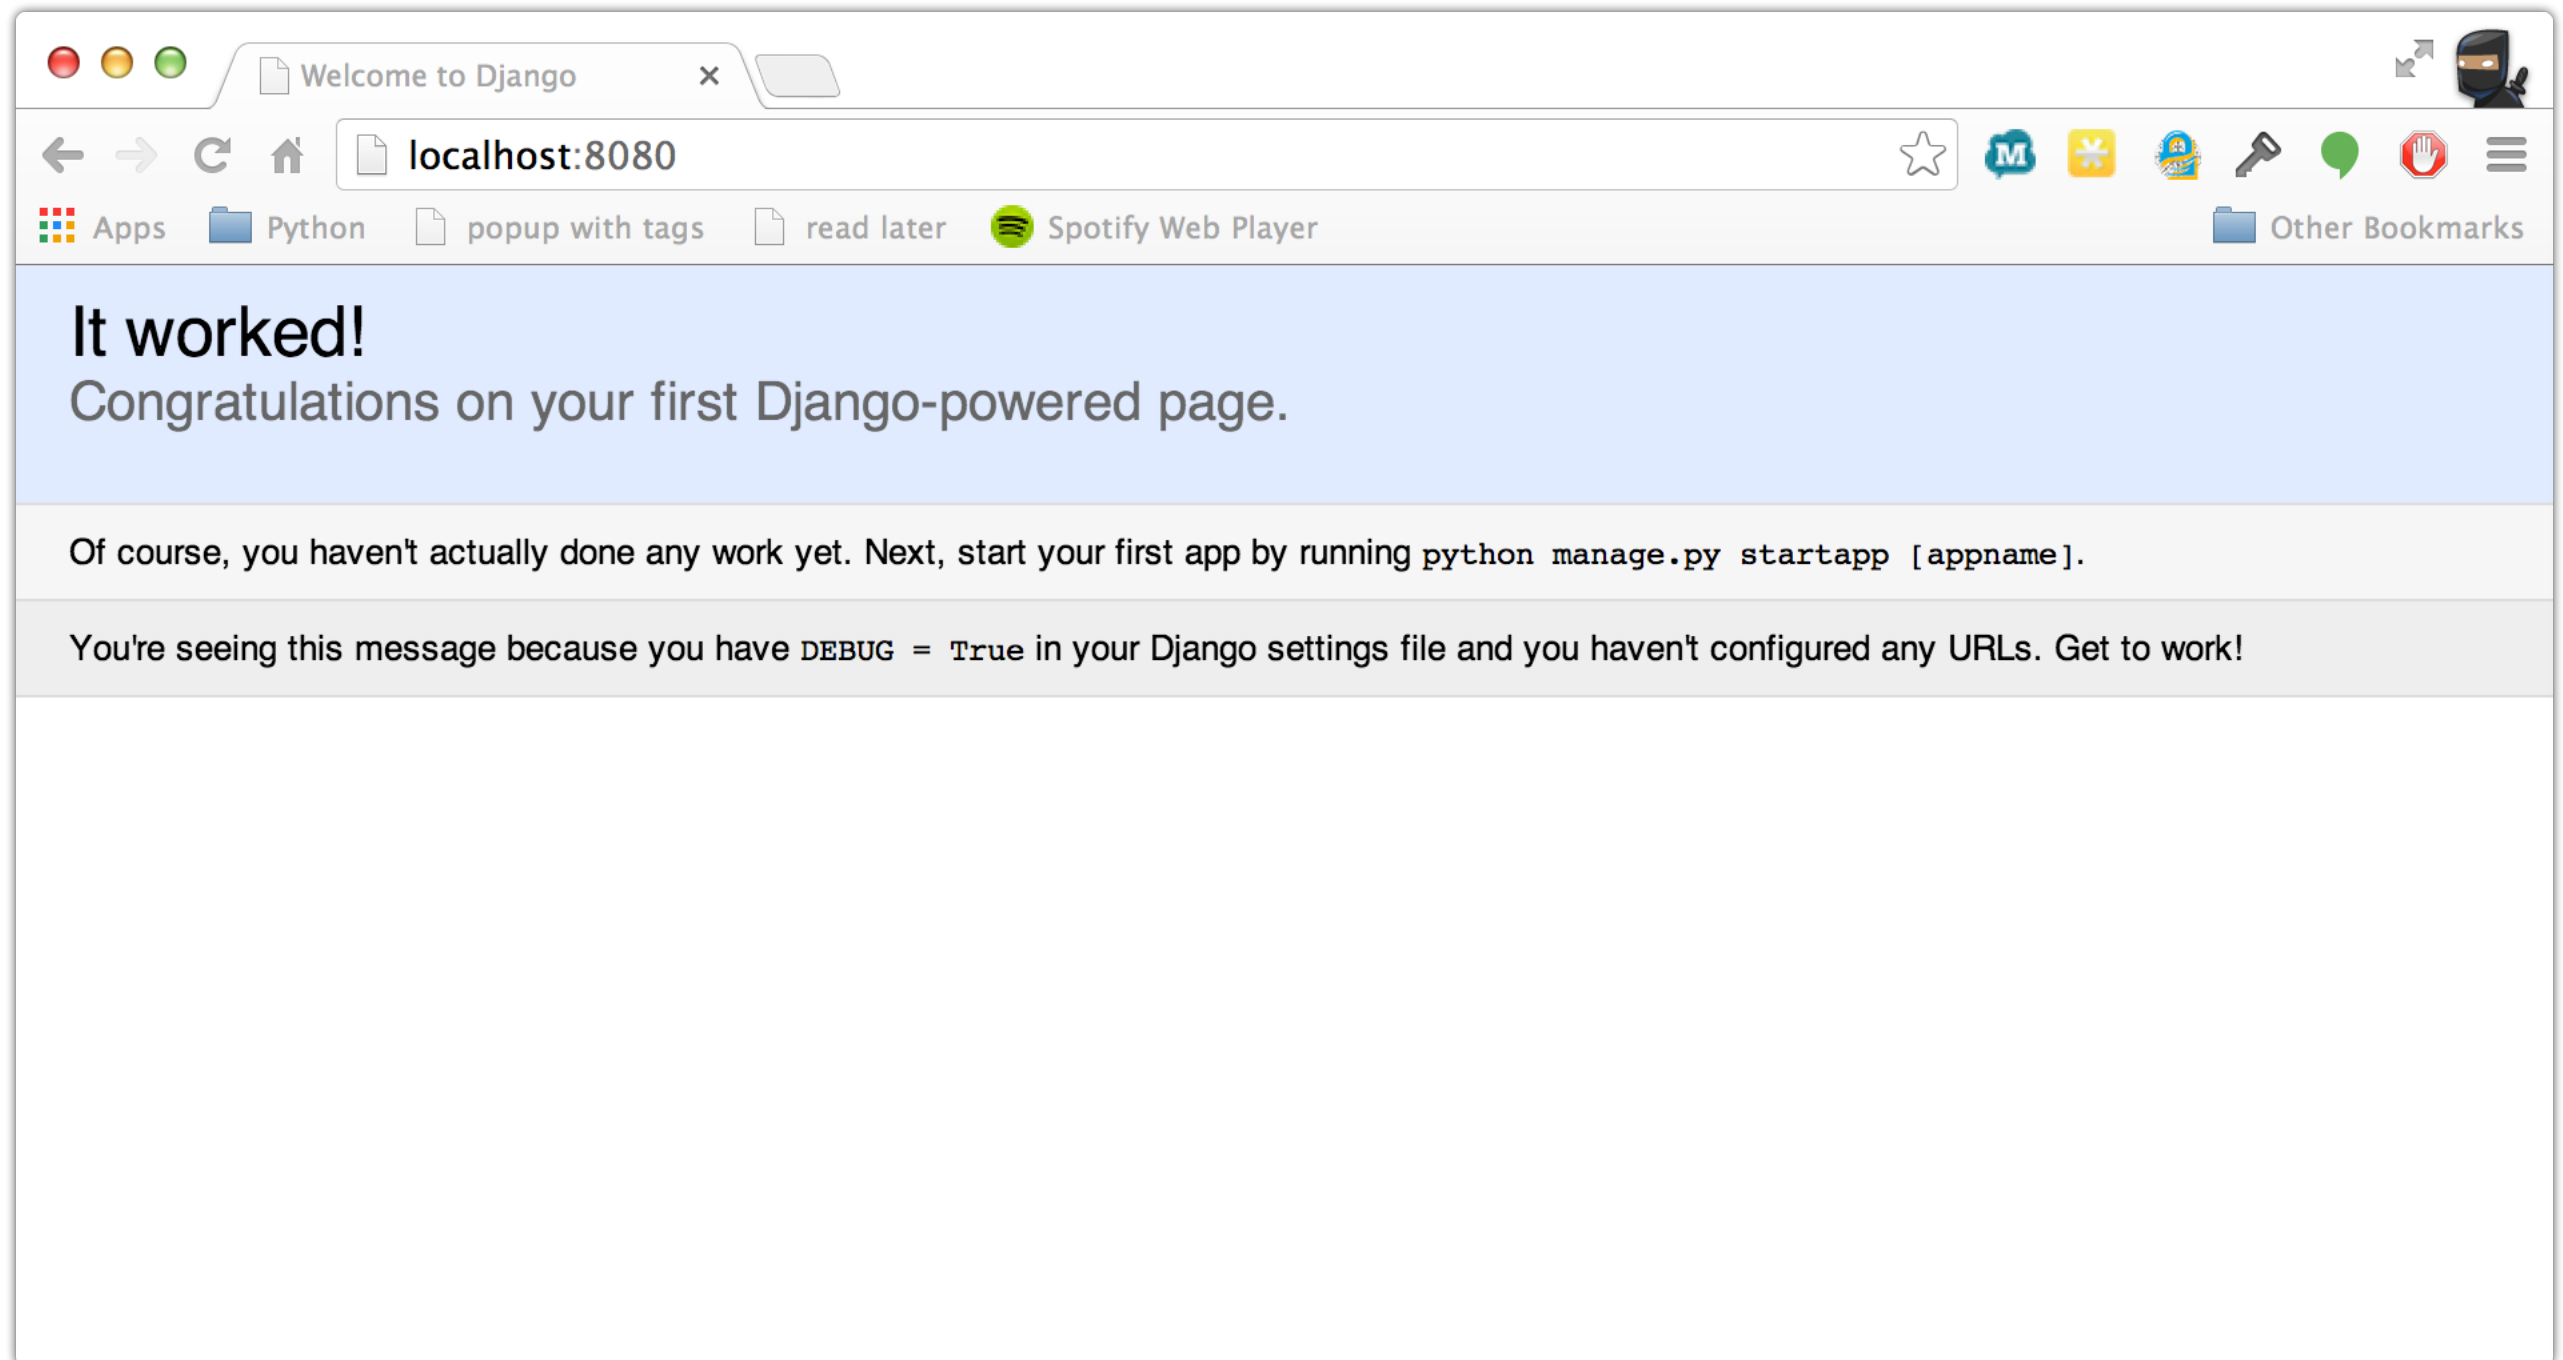 Welcome to Django
localhost:8080
M
Apps Python popup with tags read later Spotify Web Player Other Bookmarks
It worked!
Congratulations on your first Django-powered page.
Of course, you haven't actually done any work yet. Next, start your first app by running python manage.py startapp [appname].
You're seeing this message because you have DEBUG = True in your Django settings file and you haven't configured any URLs. Get to work!